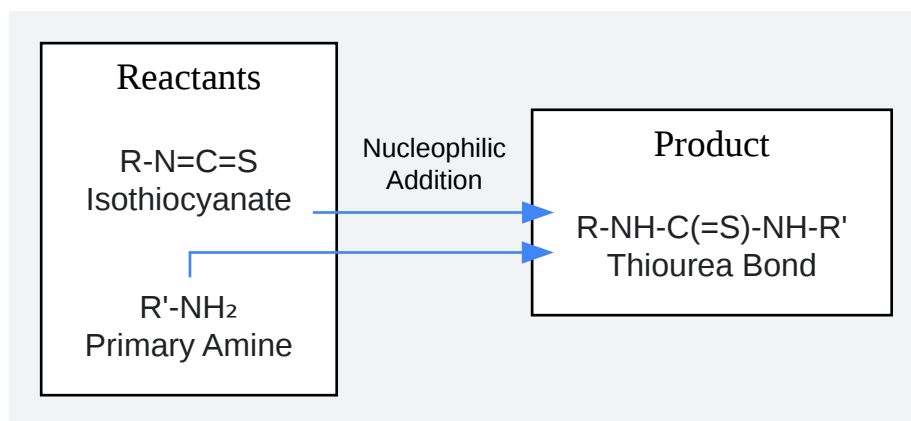 Reactants
R-N=C=S
Isothiocyanate
R'-NH₂
Primary Amine
Nucleophilic
Addition
Product
R-NH-C(=S)-NH-R'
Thiourea Bond